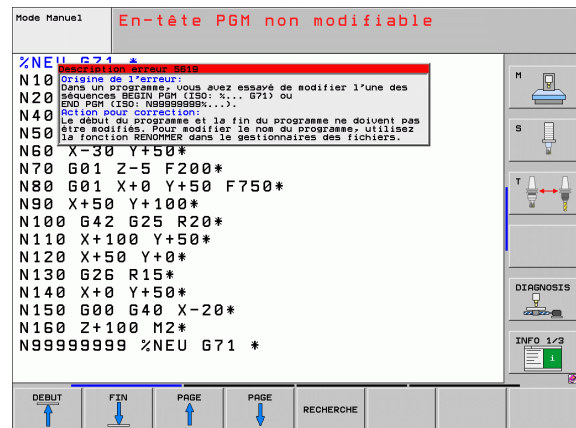 Mode Manuel
En-tête PGM non modifiable
%NEU G71 *
Description erreur 5619
N10
Origine de l'erreur:
Dans un programme, vous avez essayé de modifier l'une des
N20
séquences BEGIN PGM (ISO: %... G71) ou
END PGM (ISO: N99999999%...).
N40
Action pour correction:
Le début du programme et la fin du programe ne doivent pas
N50
être modifiés. Pour modifier le nom du programme, utilisez
la fonction RENOMMER dans le gestionnaires des fichiers.
N60 X-30 Y+50*
N70 G01 Z-5 F200*
N80 G01 X+0 Y+50 F750*
N90 X+50 Y+100*
N100 G42 G25 R20*
N110 X+100 Y+50*
N120 X+50 Y+0*
N130 G26 R15*
N140 X+0 Y+50*
N150 G00 G40 X-20*
N160 Z+100 M2*
N99999999 %NEU G71 *
M
S
T
DIAGNOSIS
INFO 1/3
i
DEBUT
FIN
PAGE
PAGE
RECHERCHE